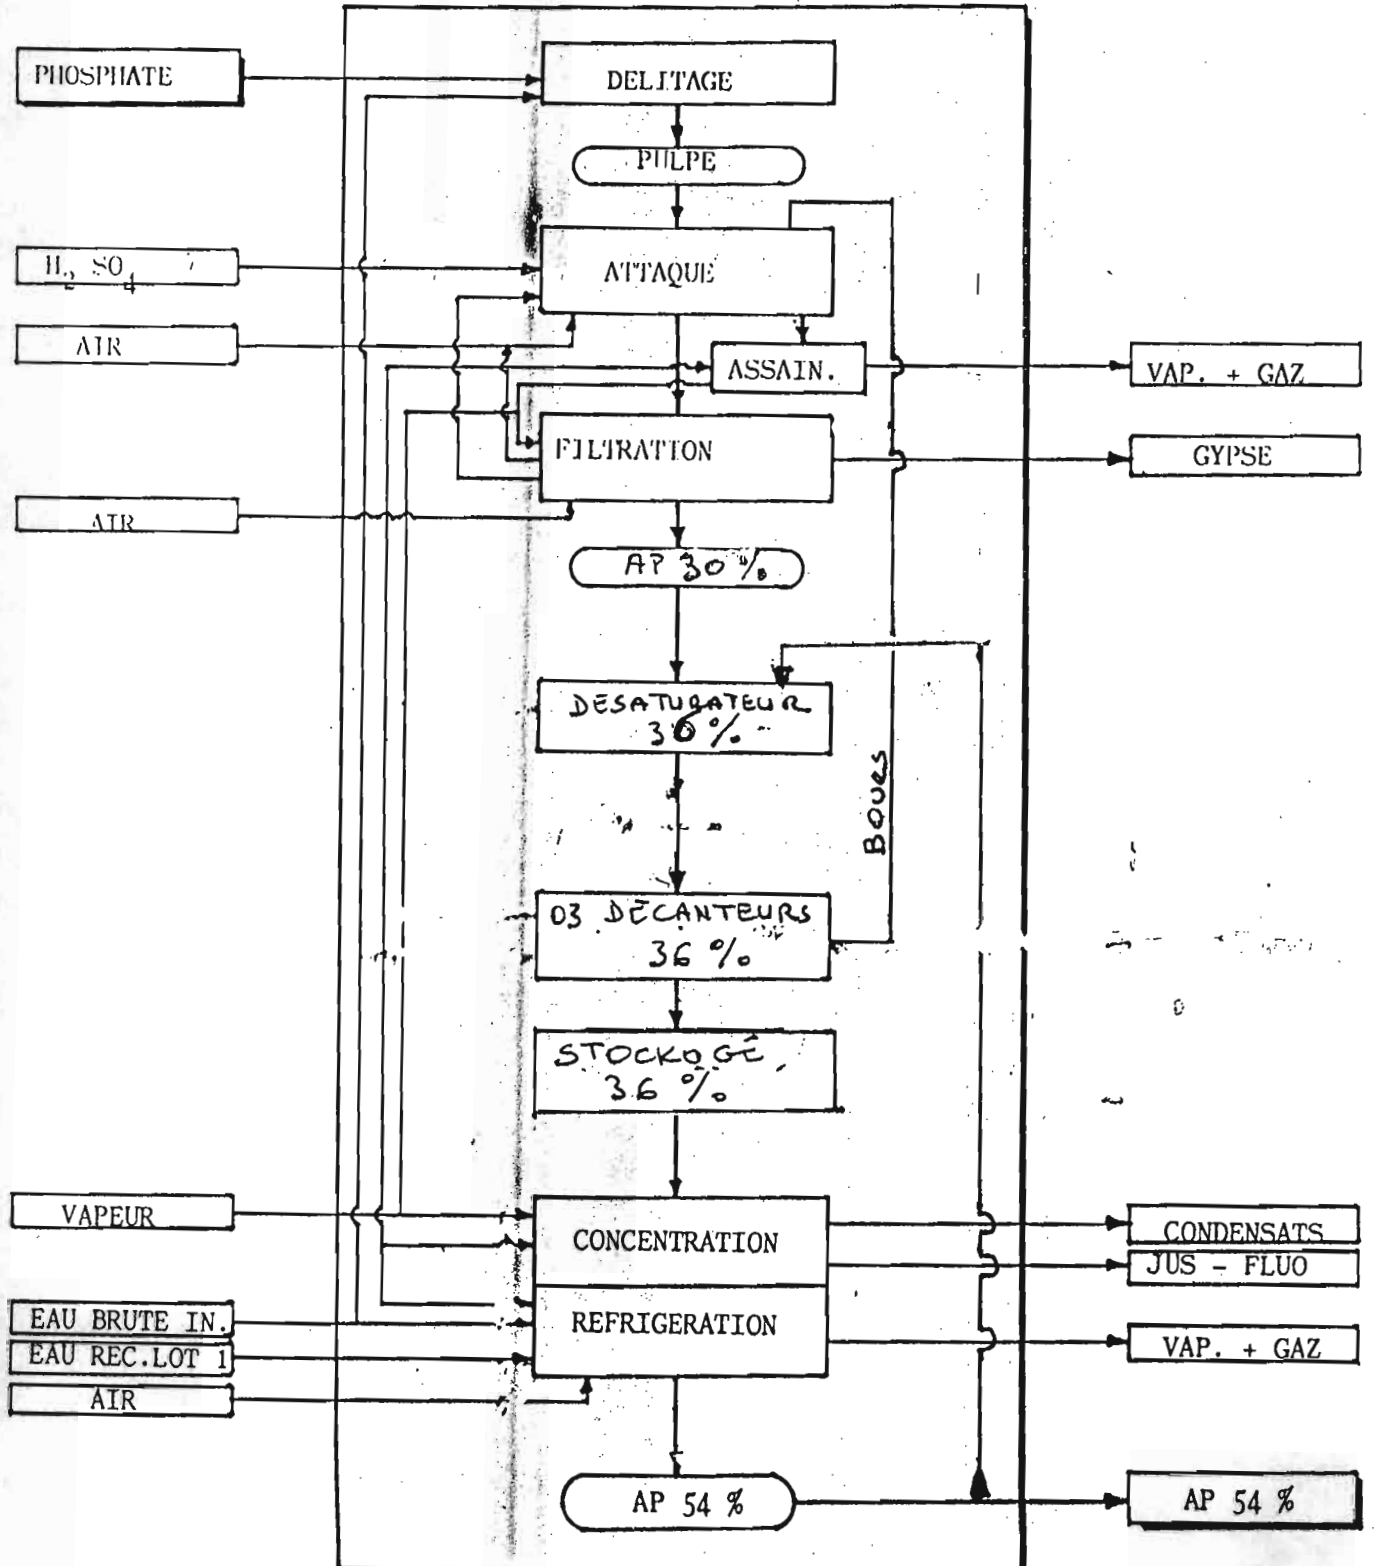 PHOSPHATE
DELITAGE
PULPE
H₂ SO₄
ATTAQUE
AIR
ASSAIN.
VAP. + GAZ
FILTRATION
GYPSE
AIR
AP 30 %
DESATURATEUR
36 %
BOUES
03 DÉCANTEURS
36 %
STOCKAGE
36 %
VAPEUR
CONCENTRATION
CONDENSATS
JUS - FLUO
EAU BRUTE IN.
REFRIGERATION
VAP. + GAZ
EAU REC.LOT 1
AIR
AP 54 %
AP 54 %